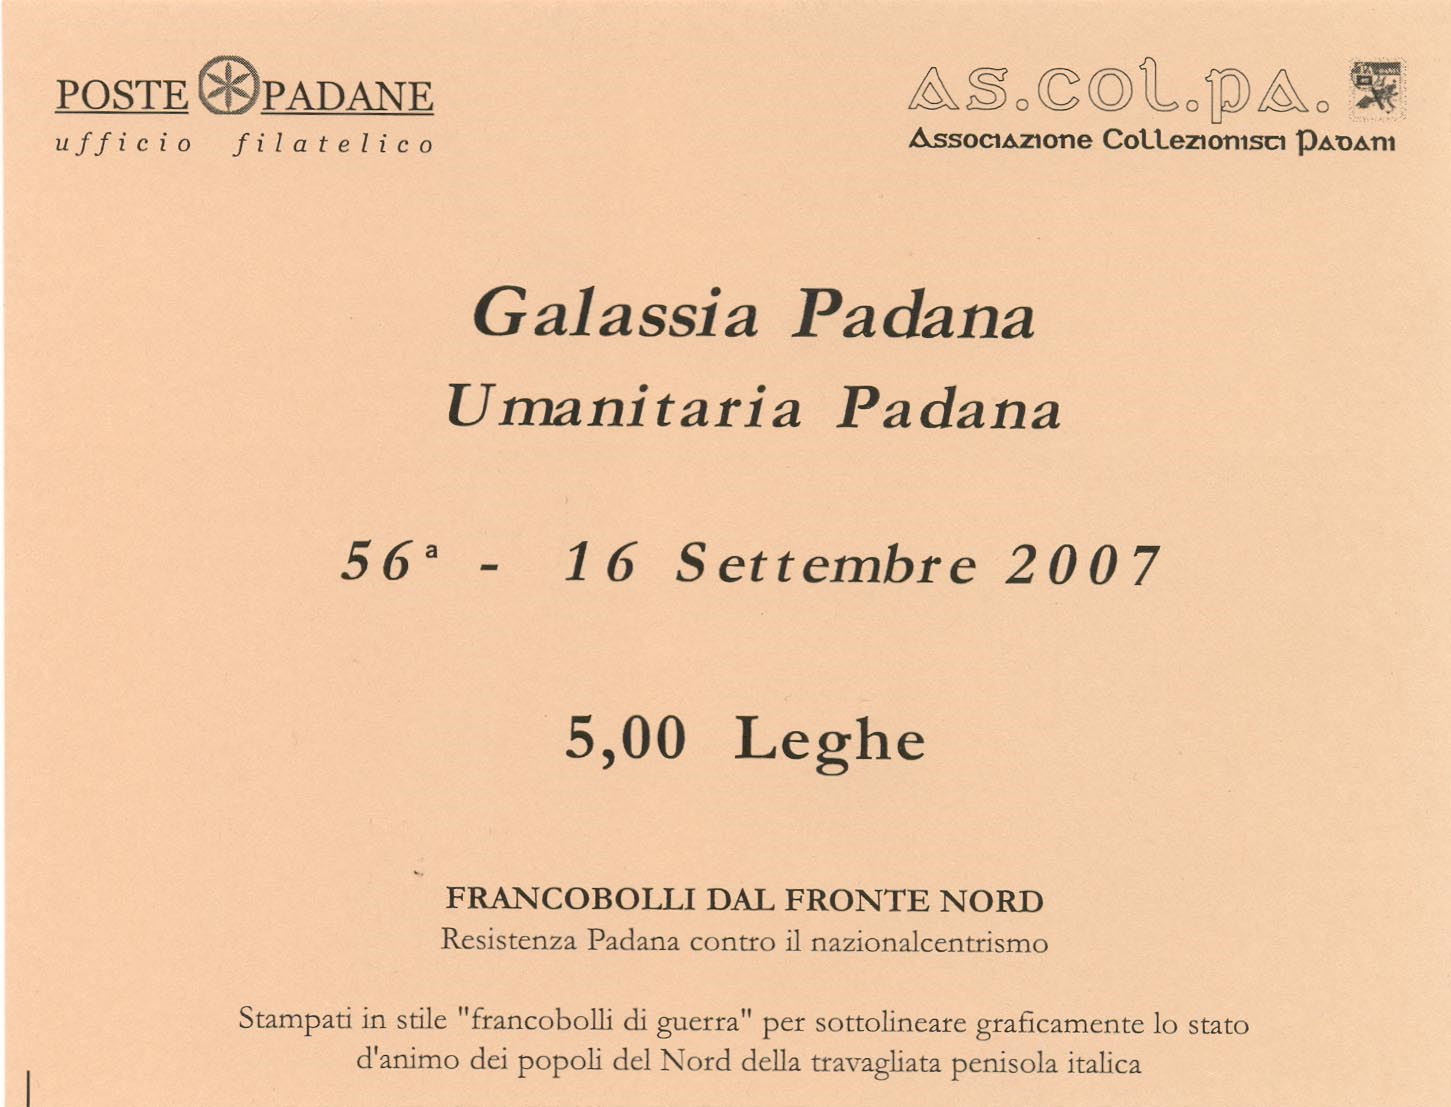 POSTE PADANE
ufficio filatelico
AS.COL.PA.
ASSOCIAZIONE COLLEZIONISTI PADANI
Galassia Padana
Umanitaria Padana
56ª - 16 Settembre 2007
5,00 Leghe
FRANCOBOLLI DAL FRONTE NORD
Resistenza Padana contro il nazionalcentrismo
Stampati in stile "francobolli di guerra" per sottolineare graficamente lo stato
d'animo dei popoli del Nord della travagliata penisola italica